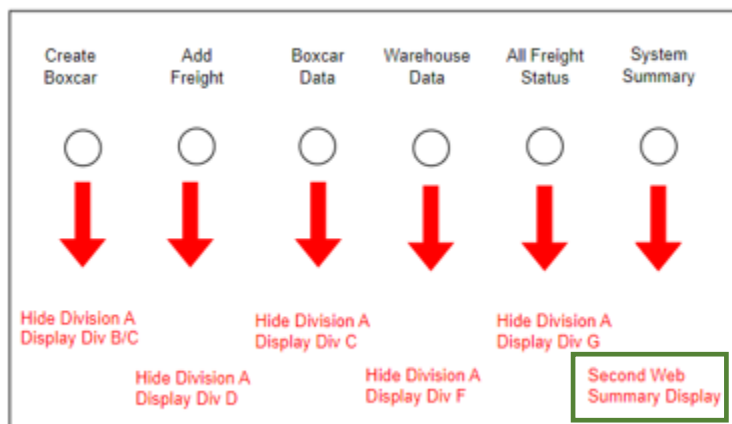 Create
Boxcar
Add
Freight
Boxcar
Data
Warehouse
Data
All Freight
Status
System
Summary
Hide Division A
Display Div B/C
Hide Division A
Display Div D
Hide Division A
Display Div C
Hide Division A
Display Div F
Hide Division A
Display Div G
Second Web
Summary Display